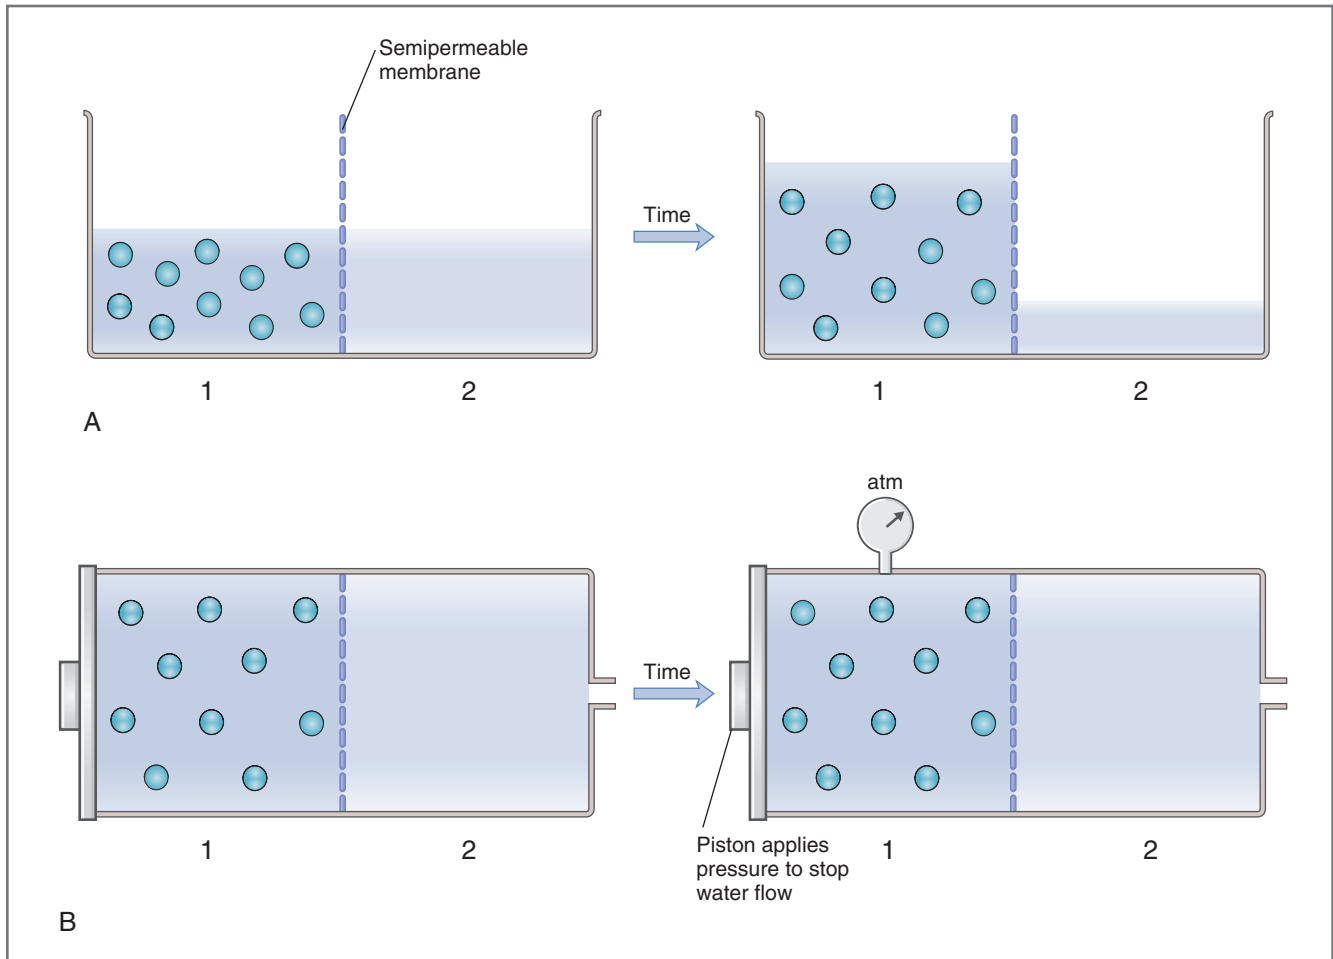 Semipermeable
membrane
Time
1
2
1
2
A
atm
Time
1
2
Piston applies
pressure to stop
water flow
1
2
B